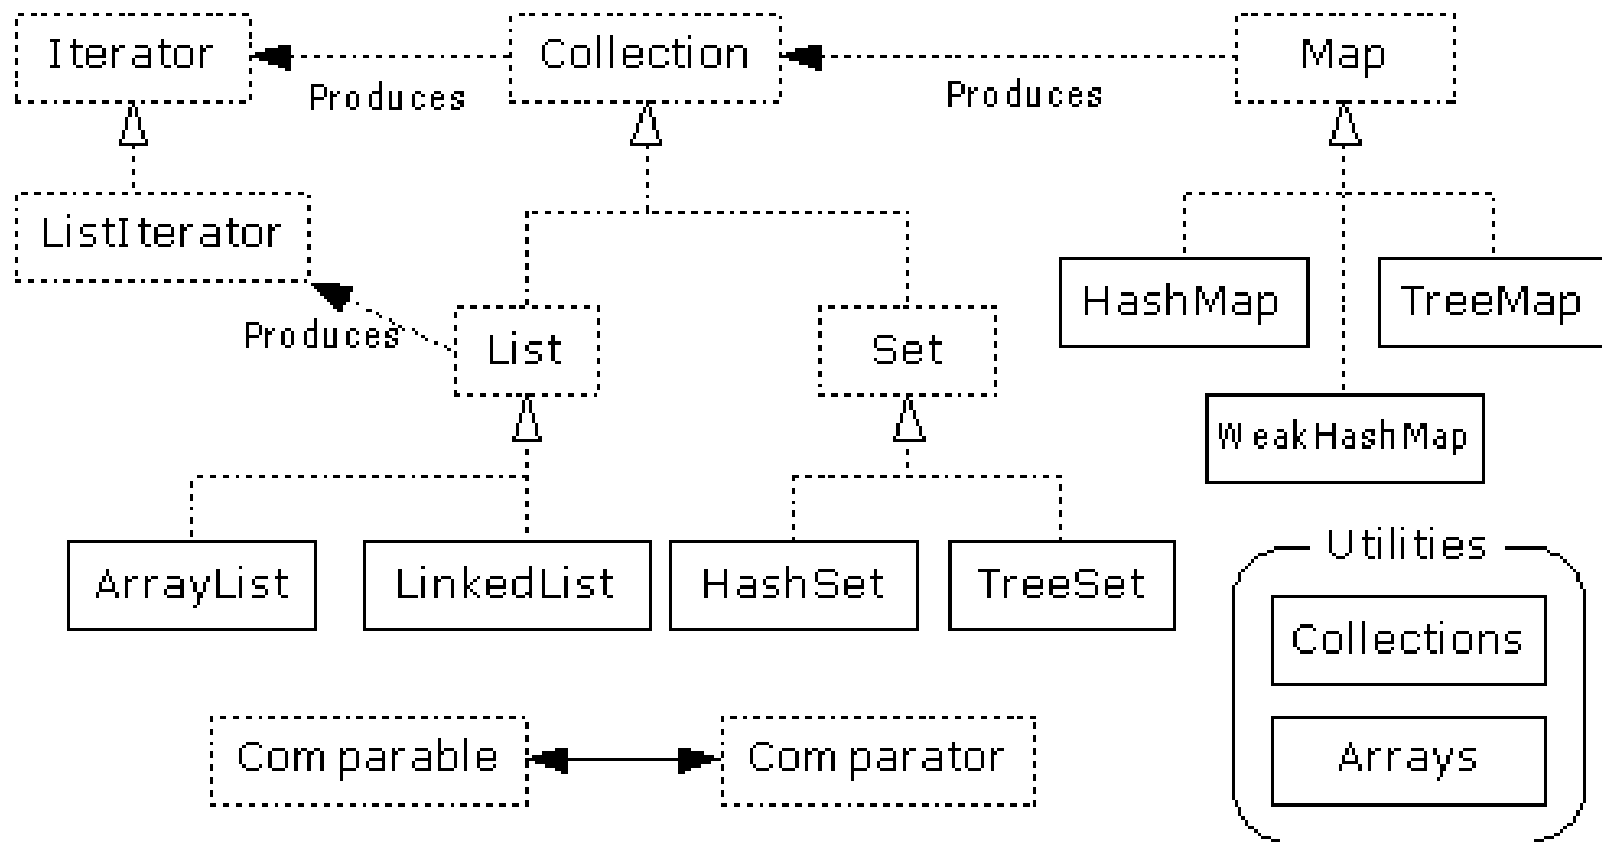 Iterator
Collection
Map
Produces
Produces
ListIterator
HashMap
TreeMap
Produces
List
Set
WeakHashMap
Utilities
ArrayList
LinkedList
HashSet
TreeSet
Collections
Comparable
Comparator
Arrays